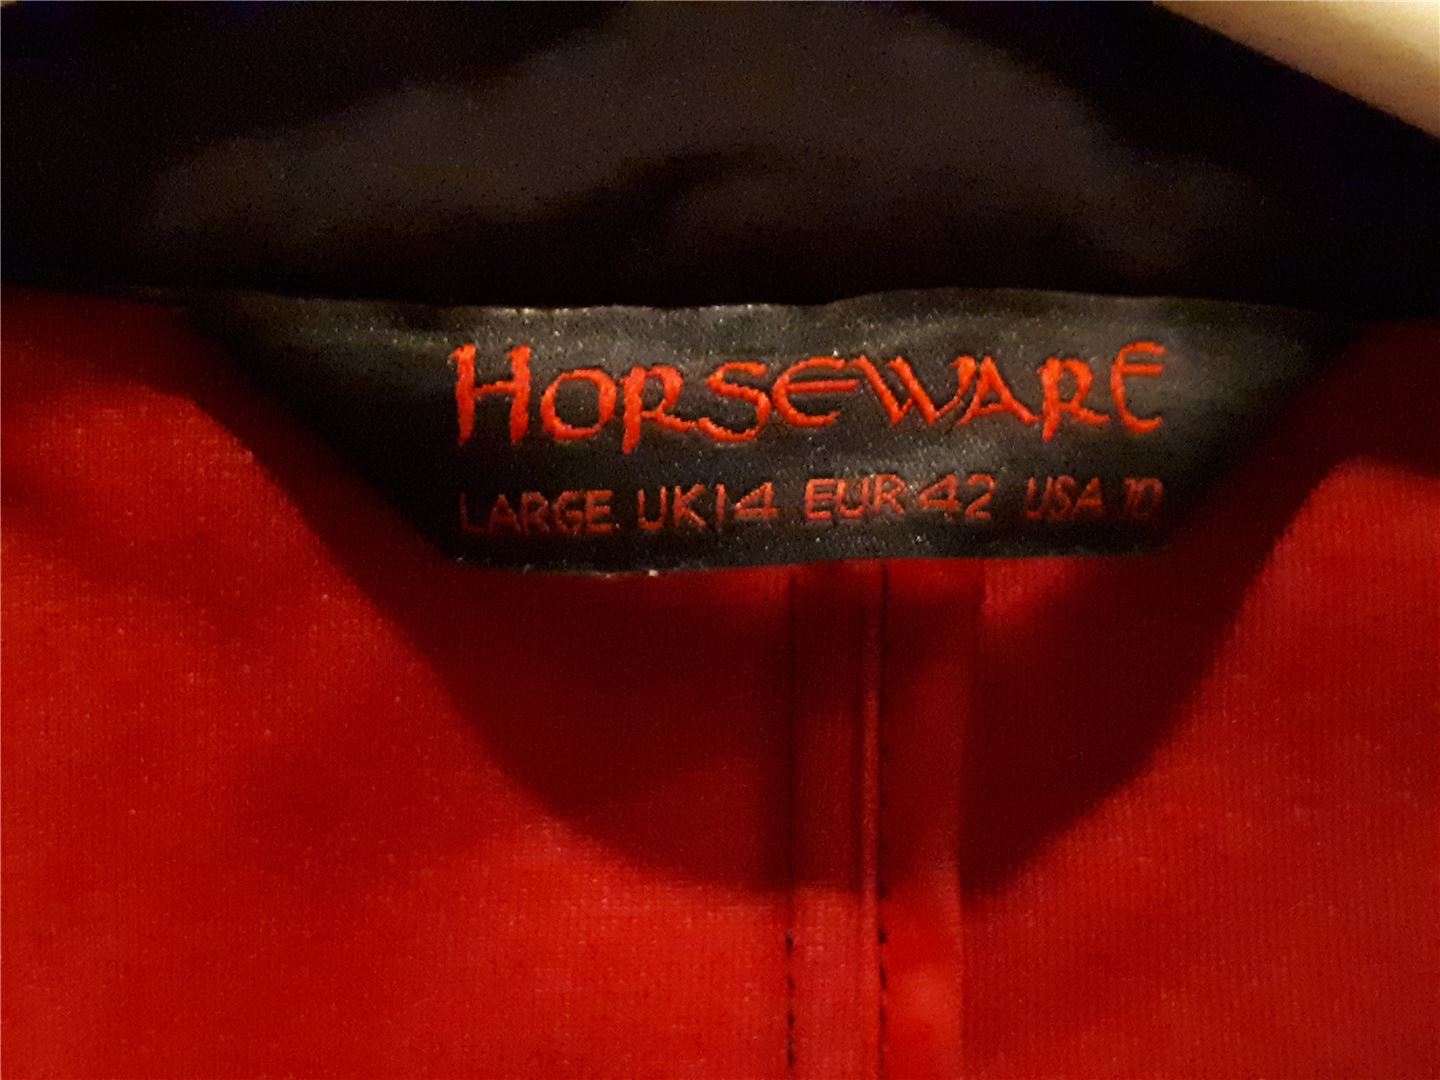 HORSEWARE
LARGE UK14 EUR 42 USA 10